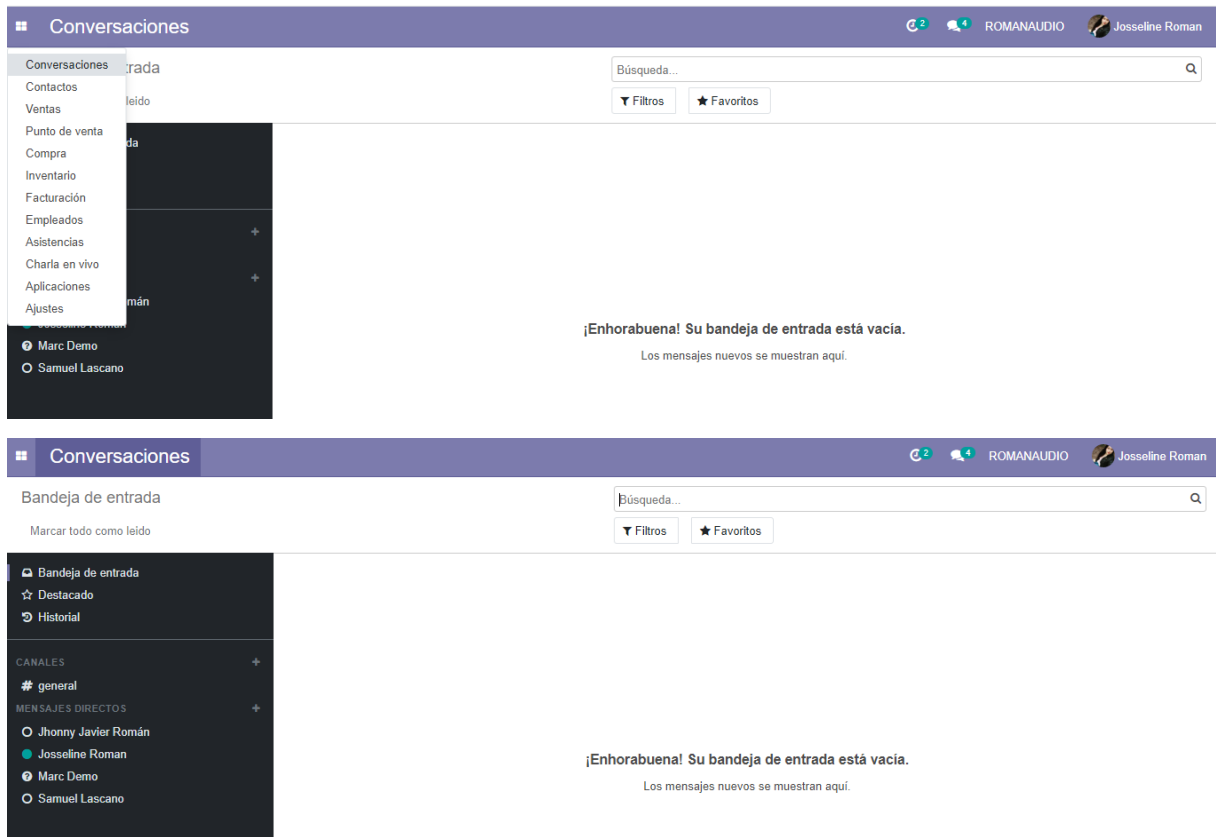 Conversaciones 2 4 ROMANAUDIO Josseline Roman
Conversaciones
Contactos
Ventas
Punto de venta
Compra
Inventario
Facturación
Empleados
Asistencias
Charla en vivo
Aplicaciones
Ajustes
trada
leido
da
mán
Marc Demo
Samuel Lascano
Búsqueda...
Filtros Favoritos
¡Enhorabuena! Su bandeja de entrada está vacía.
Los mensajes nuevos se muestran aquí.
Conversaciones 2 4 ROMANAUDIO Josseline Roman
Bandeja de entrada
Marcar todo como leido
Búsqueda...
Filtros Favoritos
Bandeja de entrada
Destacado
Historial
CANALES +
# general
MENSAJES DIRECTOS +
Jhonny Javier Román
Josseline Roman
Marc Demo
Samuel Lascano
¡Enhorabuena! Su bandeja de entrada está vacía.
Los mensajes nuevos se muestran aquí.